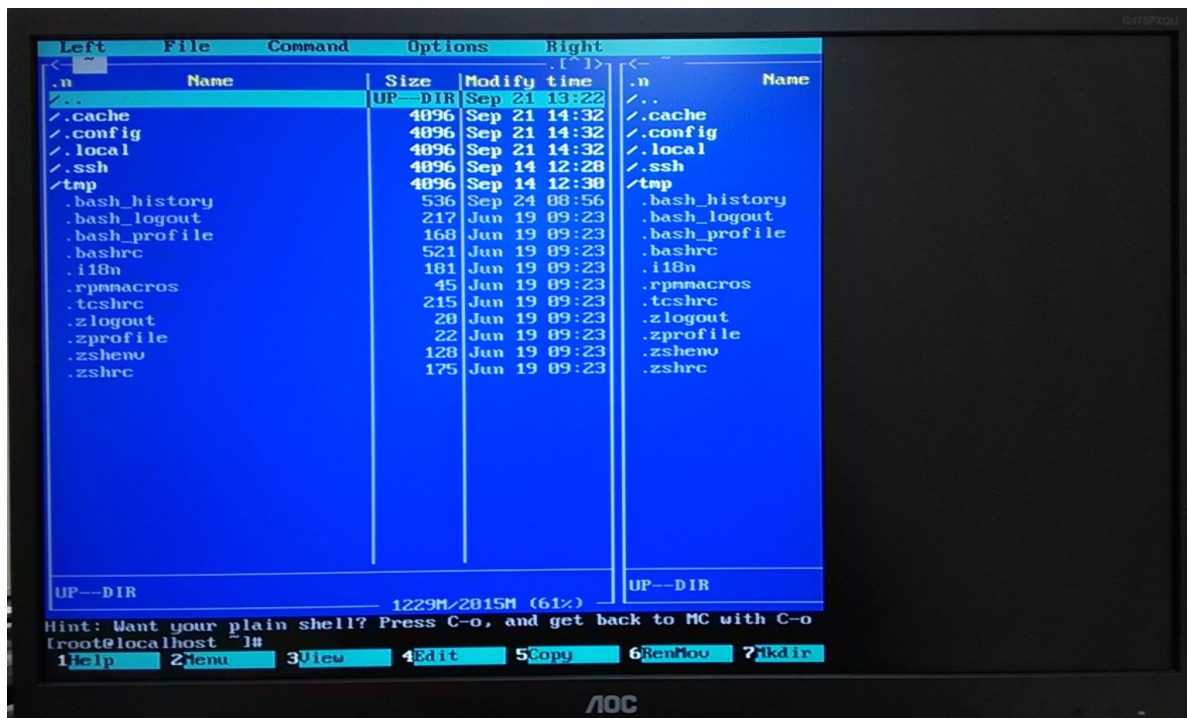 I2475PXQU
Left File Command Options Right
<- ~ .[^]> <- ~
.n Name Size Modify time .n Name
/.. UP--DIR Sep 21 13:22 /..
/.cache 4096 Sep 21 14:32 /.cache
/.config 4096 Sep 21 14:32 /.config
/.local 4096 Sep 21 14:32 /.local
/.ssh 4096 Sep 14 12:28 /.ssh
/tmp 4096 Sep 14 12:30 /tmp
.bash_history 536 Sep 24 08:56 .bash_history
.bash_logout 217 Jun 19 09:23 .bash_logout
.bash_profile 168 Jun 19 09:23 .bash_profile
.bashrc 521 Jun 19 09:23 .bashrc
.i18n 181 Jun 19 09:23 .i18n
.rpmmacros 45 Jun 19 09:23 .rpmmacros
.tcshrc 215 Jun 19 09:23 .tcshrc
.zlogout 20 Jun 19 09:23 .zlogout
.zprofile 22 Jun 19 09:23 .zprofile
.zshenv 128 Jun 19 09:23 .zshenv
.zshrc 175 Jun 19 09:23 .zshrc
UP--DIR UP--DIR
1229M/2015M (61%)
Hint: Want your plain shell? Press C-o, and get back to MC with C-o
[root@localhost ~]#
1Help 2Menu 3View 4Edit 5Copy 6RenMov 7Mkdir
AOC